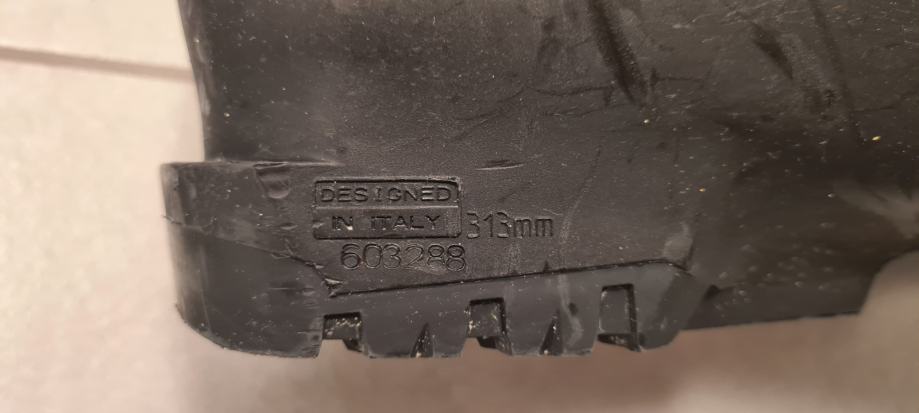 DESIGNED
IN ITALY 313mm
603288